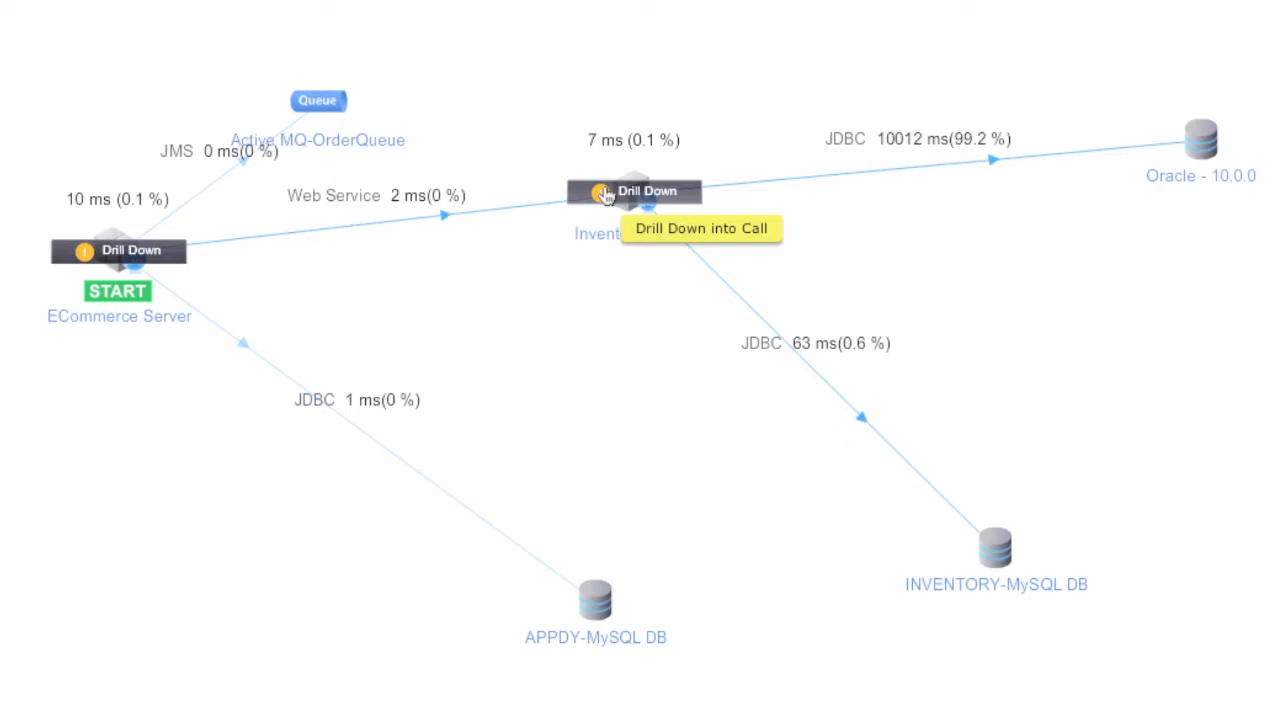 Queue
Active MQ-OrderQueue
JMS 0 ms(0 %)
7 ms (0.1 %)
JDBC 10012 ms(99.2 %)
Oracle - 10.0.0
10 ms (0.1 %)
Web Service 2 ms(0 %)
Drill Down
Drill Down into Call
Drill Down
START
ECommerce Server
JDBC 63 ms(0.6 %)
JDBC 1 ms(0 %)
INVENTORY-MySQL DB
APPDY-MySQL DB